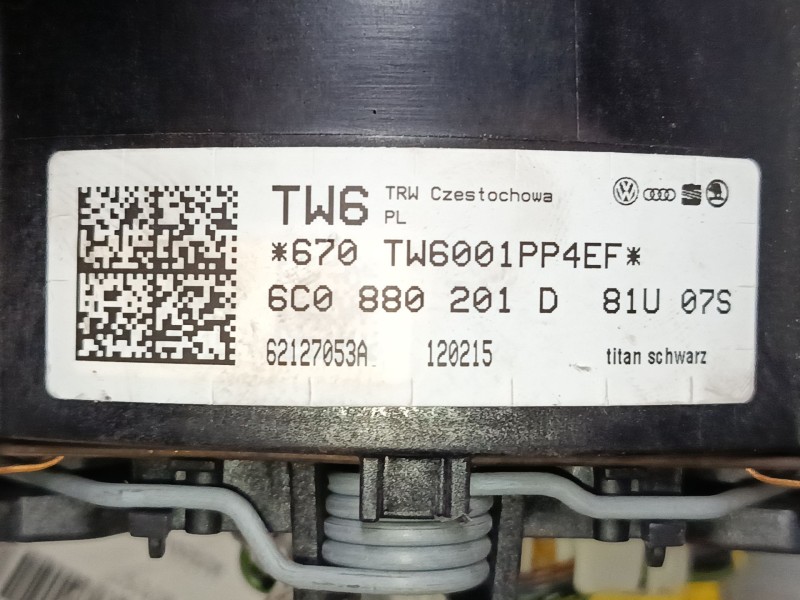 TW6 TRW Czestochowa
PL
*670 TW6001PP4EF*
6C0 880 201 D 81U 07S
62127053A 120215 titan schwarz